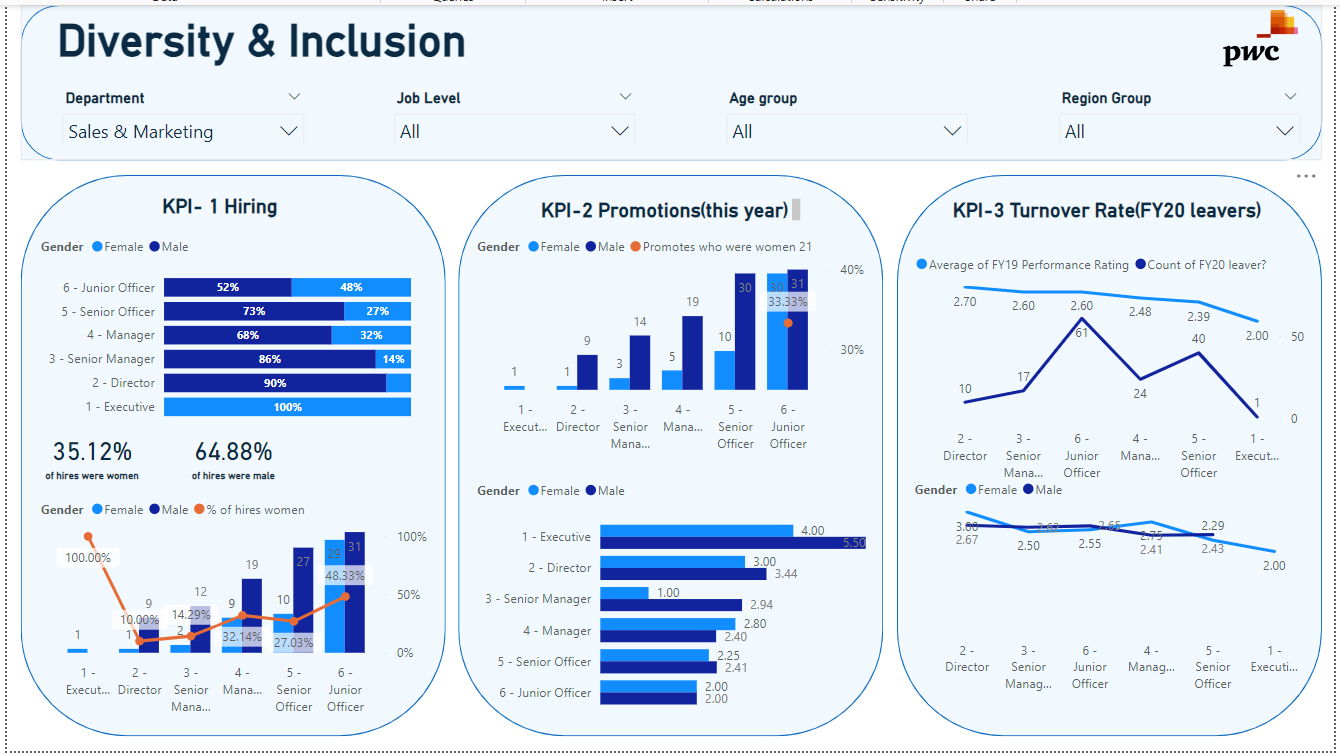 Diversity & Inclusion
pwc
Department
Job Level
Age group
Region Group
Sales & Marketing
All
All
All
KPI- 1 Hiring
Gender Female Male
6 - Junior Officer 52% 48%
5 - Senior Officer 73% 27%
4 - Manager 68% 32%
3 - Senior Manager 86% 14%
2 - Director 90%
1 - Executive 100%
35.12%
of hires were women
64.88%
of hires were male
Gender Female Male % of hires women
100%
50%
0%
100.00%
10.00%
14.29%
32.14%
27.03%
48.33%
1
1
9
2
12
9
19
10
27
29
31
1 - Execut...
2 - Director
3 - Senior Mana...
4 - Mana...
5 - Senior Officer
6 - Junior Officer
KPI-2 Promotions(this year)
Gender Female Male Promotes who were women 21
40%
30%
1
1
9
3
14
5
19
10
30
30
31
33.33%
1 - Execut...
2 - Director
3 - Senior Mana...
4 - Mana...
5 - Senior Officer
6 - Junior Officer
Gender Female Male
1 - Executive 4.00 5.50
2 - Director 3.00 3.44
3 - Senior Manager 1.00 2.94
4 - Manager 2.80 2.40
5 - Senior Officer 2.25 2.41
6 - Junior Officer 2.00 2.00
KPI-3 Turnover Rate(FY20 leavers)
Average of FY19 Performance Rating Count of FY20 leaver?
2.70
2.60
2.60
2.48
2.39
2.00
50
0
10
17
61
24
40
1
2 - Director
3 - Senior Mana...
6 - Junior Officer
4 - Mana...
5 - Senior Officer
1 - Execut...
Gender Female Male
3.00
2.67
2.50
2.55
2.65
2.75
2.41
2.29
2.43
2.00
2 - Director
3 - Senior Manag...
6 - Junior Officer
4 - Manag...
5 - Senior Officer
1 - Executi...